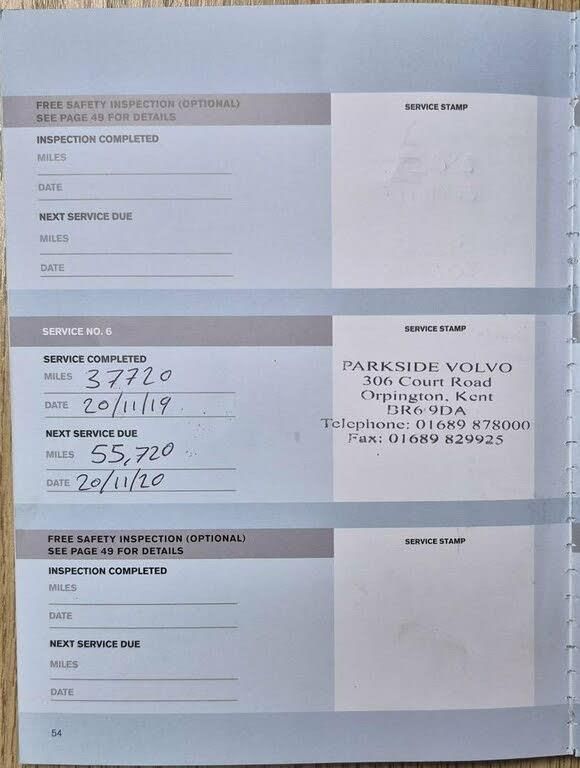 FREE SAFETY INSPECTION (OPTIONAL)
SEE PAGE 49 FOR DETAILS
SERVICE STAMP
INSPECTION COMPLETED
MILES
DATE
NEXT SERVICE DUE
MILES
DATE
SERVICE NO. 6
SERVICE STAMP
SERVICE COMPLETED
MILES 37720
DATE 20/11/19
NEXT SERVICE DUE
MILES 55,720
DATE 20/11/20
PARKSIDE VOLVO
306 Court Road
Orpington, Kent
BR6 9DA
Telephone: 01689 878000
Fax: 01689 829925
FREE SAFETY INSPECTION (OPTIONAL)
SEE PAGE 49 FOR DETAILS
SERVICE STAMP
INSPECTION COMPLETED
MILES
DATE
NEXT SERVICE DUE
MILES
DATE
54